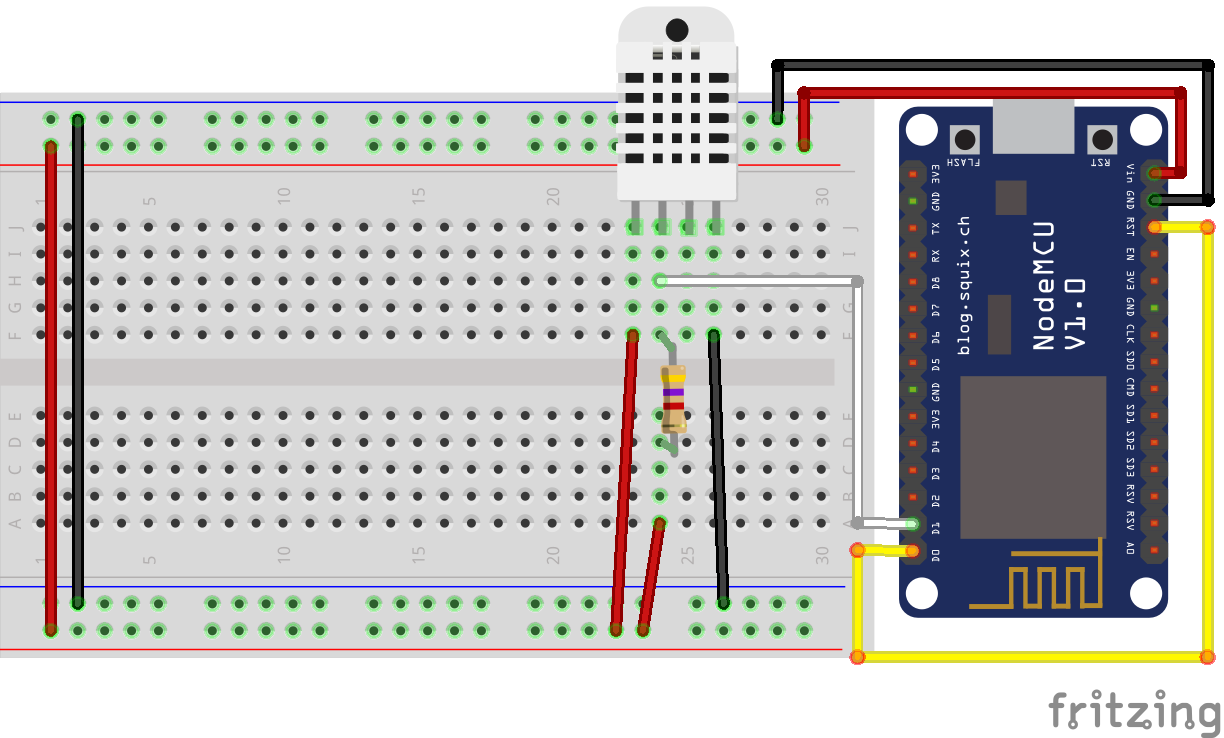 1 5 10 15 20 30
J J
I I
H
G G
F F
E E
D D
C C
B B
A A
1 5 10 15 20 25 30
FLASH RST
3V3 Vin
GND GND
TX RST
RX EN
D8 3V3
D7 GND
D6 CLK
D5 SD0
GND CMD
3V3 SD1
D4 SD2
D3 SD3
D2 RSV
D1 RSV
D0 A0
blog.squix.ch
NodeMCU
V1.0
fritzing